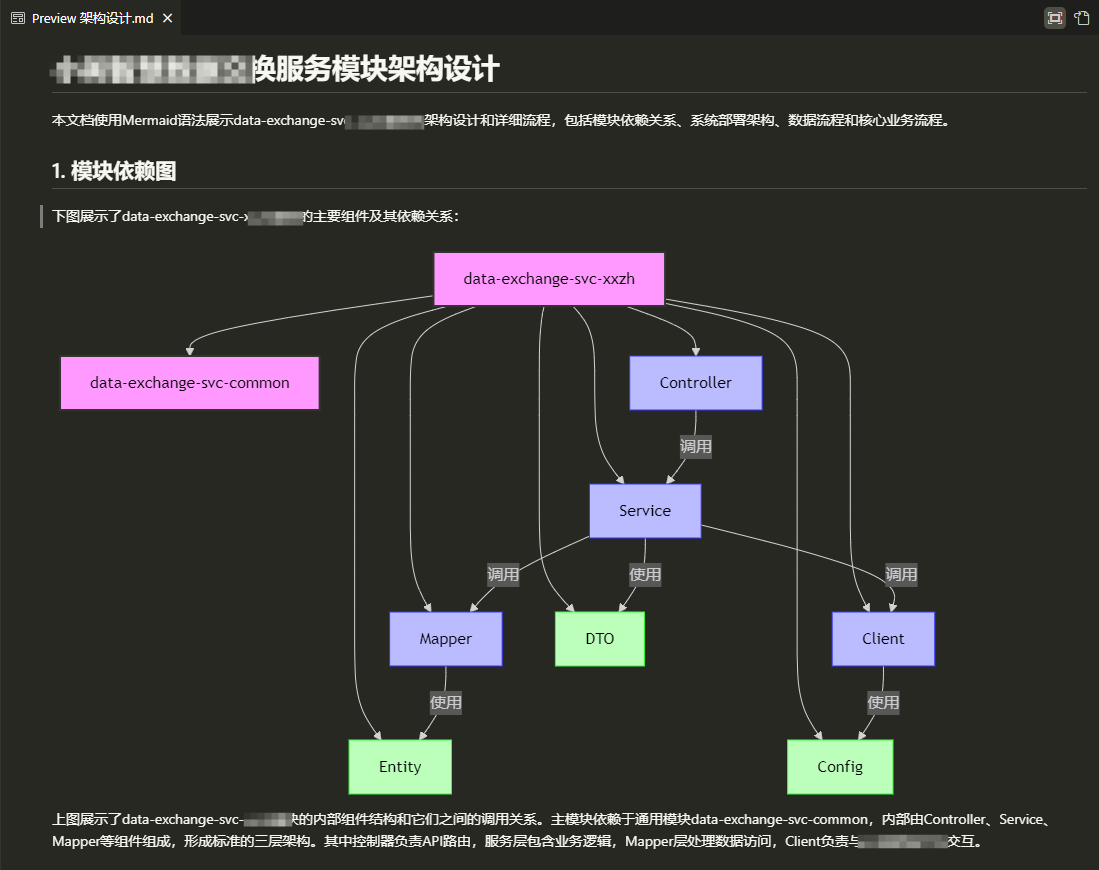 Preview 架构设计.md
换服务模块架构设计
本文档使用Mermaid语法展示data-exchange-svc 架构设计和详细流程，包括模块依赖关系、系统部署架构、数据流程和核心业务流程。
1. 模块依赖图
下图展示了data-exchange-svc- 的主要组件及其依赖关系：
data-exchange-svc-xxzh
data-exchange-svc-common
Controller
调用
Service
调用
使用
调用
Mapper
DTO
Client
使用
使用
Entity
Config
上图展示了data-exchange-svc- 块的内部组件结构和它们之间的调用关系。主模块依赖于通用模块data-exchange-svc-common，内部由Controller、Service、
Mapper等组件组成，形成标准的三层架构。其中控制器负责API路由，服务层包含业务逻辑，Mapper层处理数据访问，Client负责与 交互。